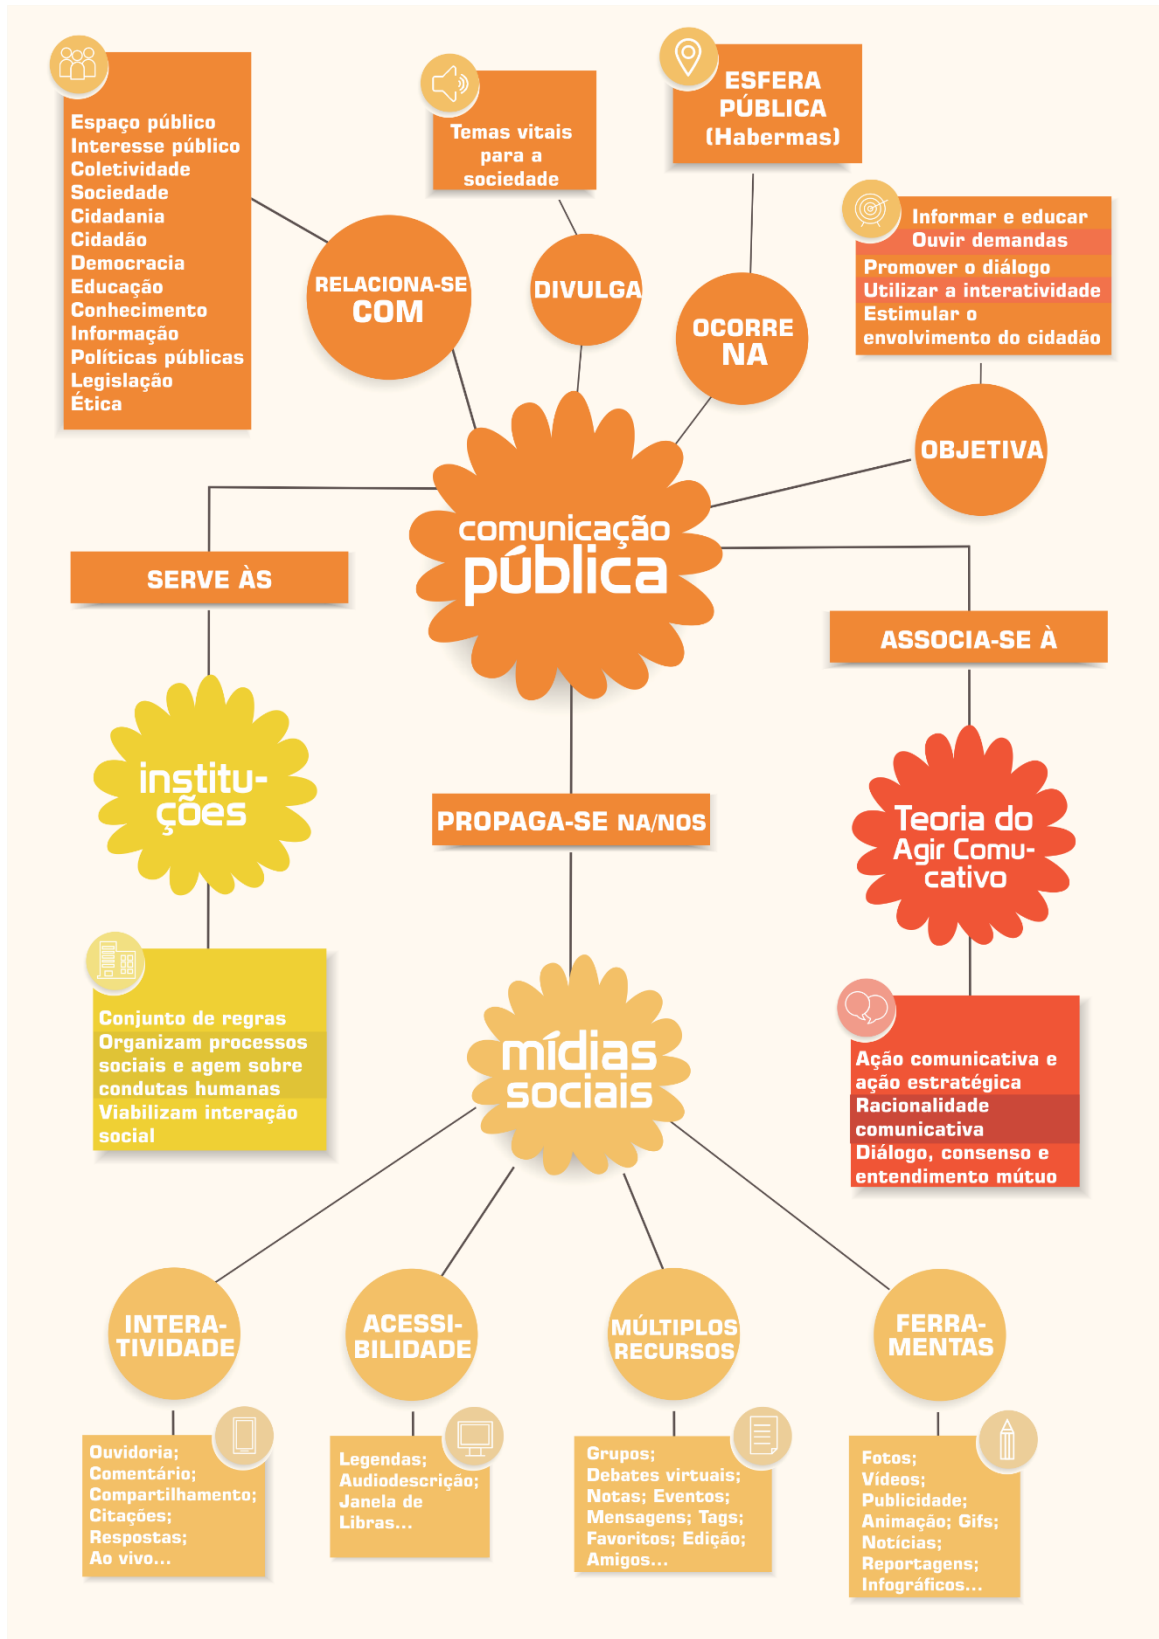 Espaço público
Interesse público
Coletividade
Sociedade
Cidadania
Cidadão
Democracia
Educação
Conhecimento
Informação
Políticas públicas
Legislação
Ética
RELACIONA-SE
COM
Temas vitais
para a
sociedade
DIVULGA
ESFERA
PÚBLICA
(Habermas)
OCORRE
NA
Informar e educar
Ouvir demandas
Promover o diálogo
Utilizar a interatividade
Estimular o
envolvimento do cidadão
OBJETIVA
comunicação
pública
SERVE ÀS
institu-
ções
Conjunto de regras
Organizam processos
sociais e agem sobre
condutas humanas
Viabilizam interação
social
PROPAGA-SE NA/NOS
mídias
sociais
ASSOCIA-SE À
Teoria do
Agir Comu-
cativo
Ação comunicativa e
ação estratégica
Racionalidade
comunicativa
Diálogo, consenso e
entendimento mútuo
INTERA-
TIVIDADE
Ouvidoria;
Comentário;
Compartilhamento;
Citações;
Respostas;
Ao vivo...
ACESSI-
BILIDADE
Legendas;
Audiodescrição;
Janela de
Libras...
MÚLTIPLOS
RECURSOS
Grupos;
Debates virtuais;
Notas; Eventos;
Mensagens; Tags;
Favoritos; Edição;
Amigos...
FERRA-
MENTAS
Fotos;
Vídeos;
Publicidade;
Animação; Gifs;
Notícias;
Reportagens;
Infográficos...